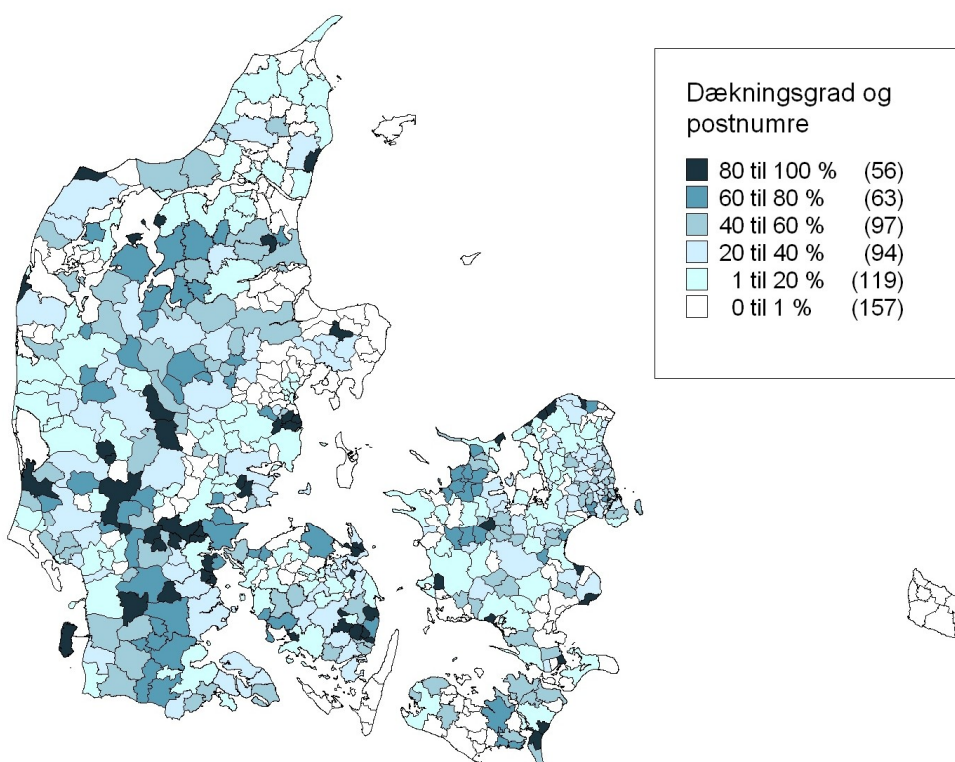 Dækningsgrad og
postnumre
80 til 100 % (56)
60 til 80 % (63)
40 til 60 % (97)
20 til 40 % (94)
1 til 20 % (119)
0 til 1 % (157)